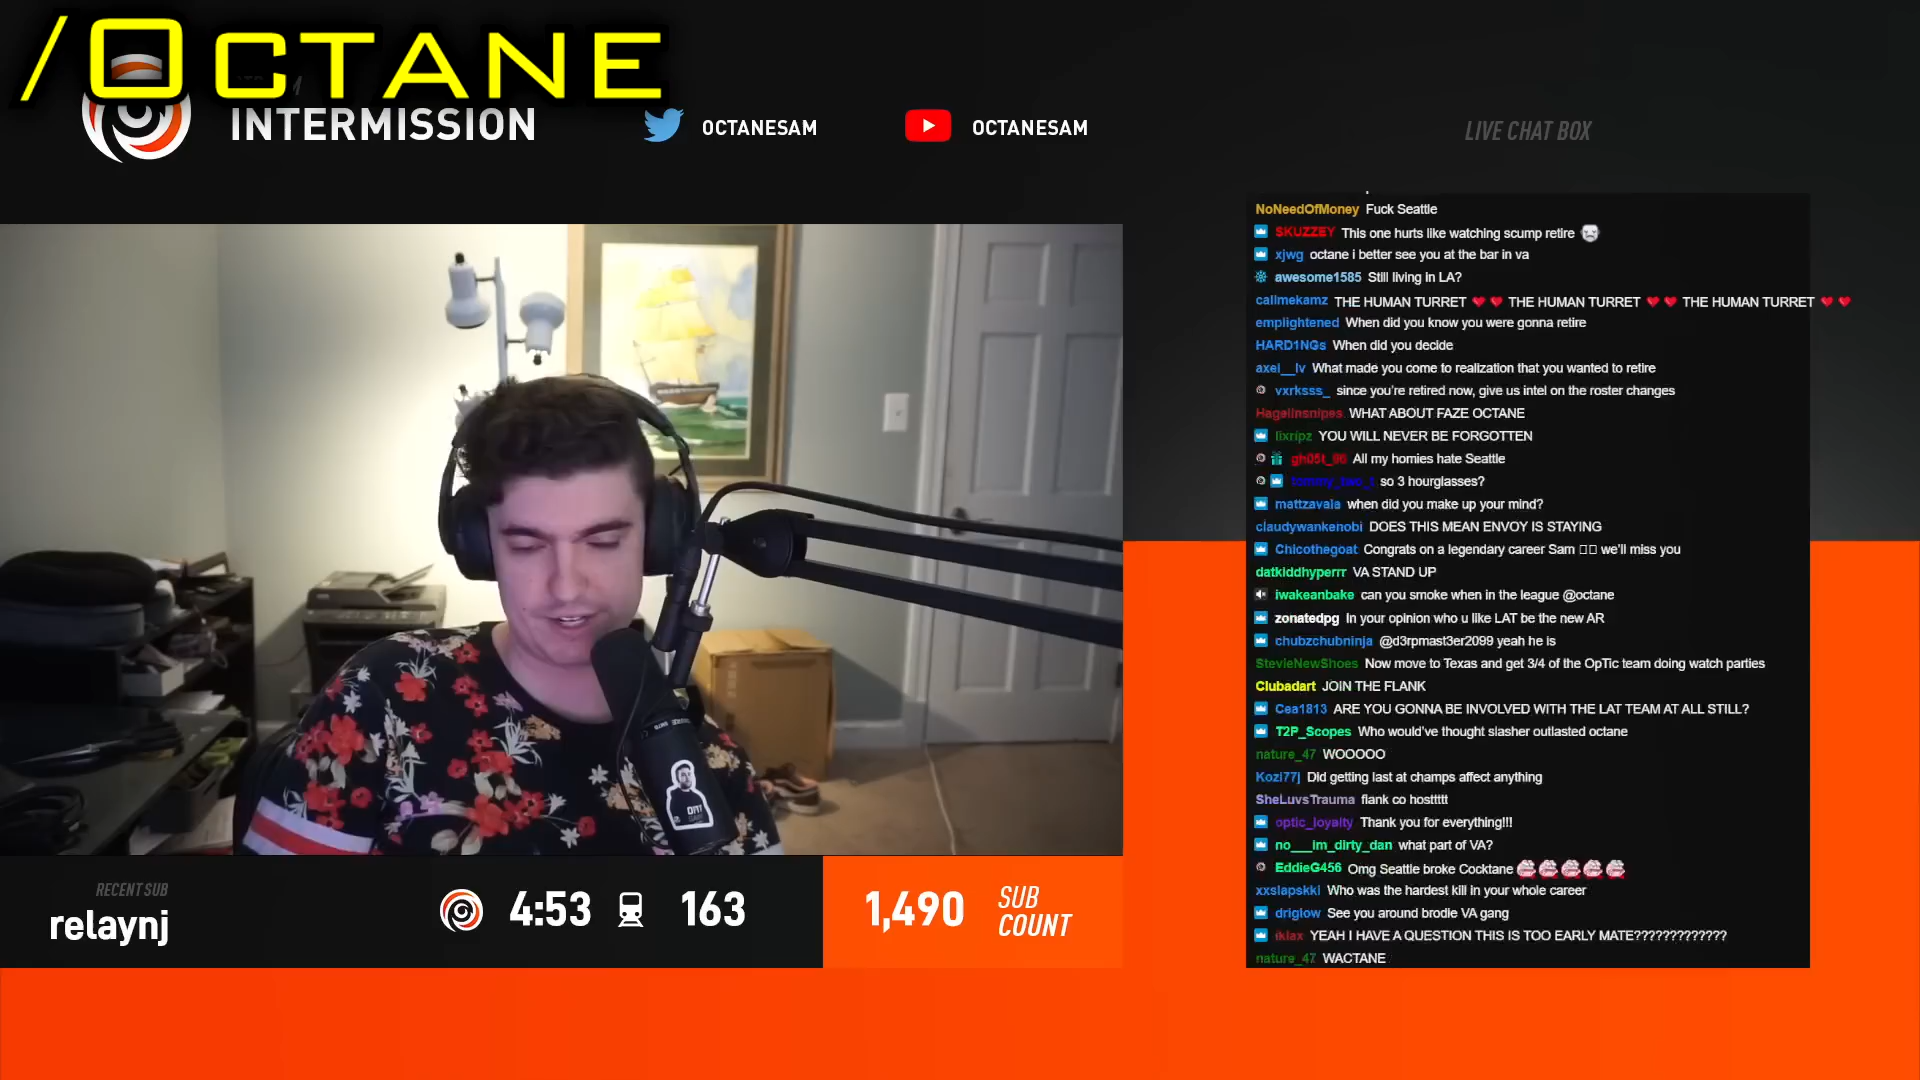 /OCTANE
INTERMISSION
OCTANESAM
OCTANESAM
LIVE CHAT BOX
NoNeedOfMoney Fuck Seattle
SKUZZEY This one hurts like watching scump retire
xjwg octane i better see you at the bar in va
awesome1585 Still living in LA?
callmekamz THE HUMAN TURRET THE HUMAN TURRET THE HUMAN TURRET
emplightened When did you know you were gonna retire
HARD1NGs When did you decide
axel__lv What made you come to realization that you wanted to retire
vxrksss_ since you're retired now, give us intel on the roster changes
Hagelinsnipes WHAT ABOUT FAZE OCTANE
lixripz YOU WILL NEVER BE FORGOTTEN
gh05t_96 All my homies hate Seattle
tommy_two_t so 3 hourglasses?
mattzavala when did you make up your mind?
claudywankenobi DOES THIS MEAN ENVOY IS STAYING
Chicothegoat Congrats on a legendary career Sam we'll miss you
datkiddhyperrr VA STAND UP
iwakeanbake can you smoke when in the league @octane
zonatedpg In your opinion who u like LAT be the new AR
chubzchubninja @d3rpmast3er2099 yeah he is
StevieNewShoes Now move to Texas and get 3/4 of the OpTic team doing watch parties
Clubadart JOIN THE FLANK
Cea1813 ARE YOU GONNA BE INVOLVED WITH THE LAT TEAM AT ALL STILL?
T2P_Scopes Who would've thought slasher outlasted octane
nature_47 WOOOOO
Kozi77j Did getting last at champs affect anything
SheLuvsTrauma flank co hostttt
optic_loyalty Thank you for everything!!!
no___im_dirty_dan what part of VA?
EddieG456 Omg Seattle broke Cocktane
xxslapskki Who was the hardest kill in your whole career
driglow See you around brodie VA gang
iklax YEAH I HAVE A QUESTION THIS IS TOO EARLY MATE?????????????
nature_47 WACTANE
RECENT SUB
relaynj
4:53
163
1,490
SUB
COUNT